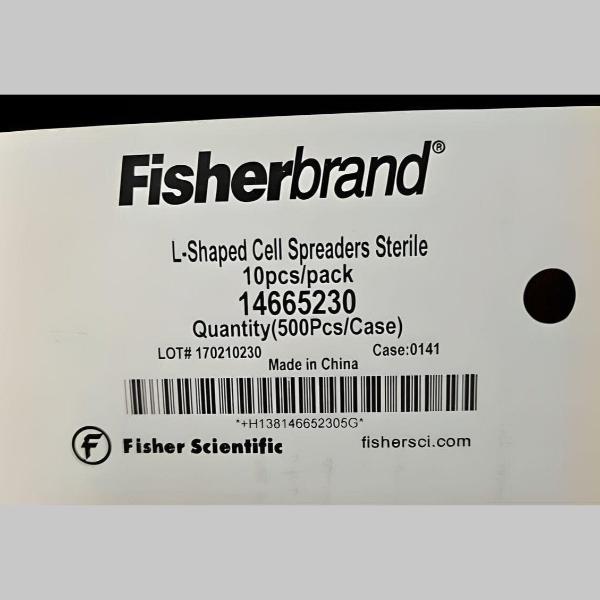 Fisherbrand®
L-Shaped Cell Spreaders Sterile
10pcs/pack
14665230
Quantity(500Pcs/Case)
LOT# 170210230 Case:0141
Made in China
*+H138146652305G*
F Fisher Scientific fishersci.com